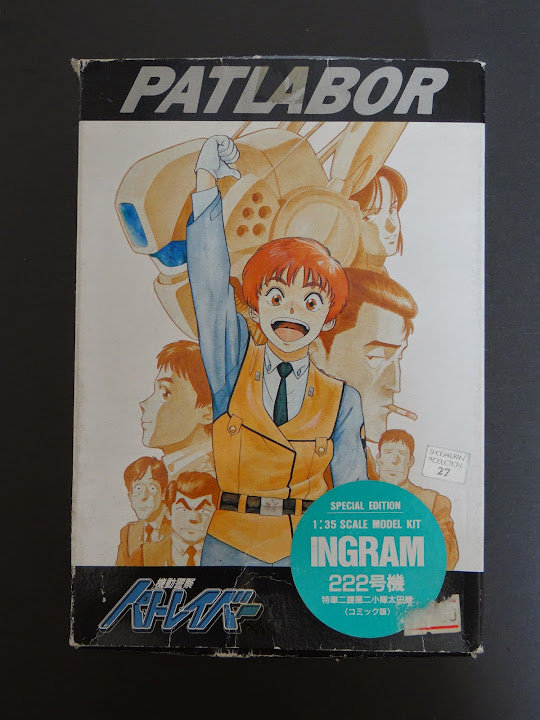 PATLABOR
SHOGAKUKAN
PRODUCTION
27
SPECIAL EDITION
1:35 SCALE MODEL KIT
INGRAM
222号機
特車二課第二小隊太田機
(コミック版)
機動警察
パトレイバー